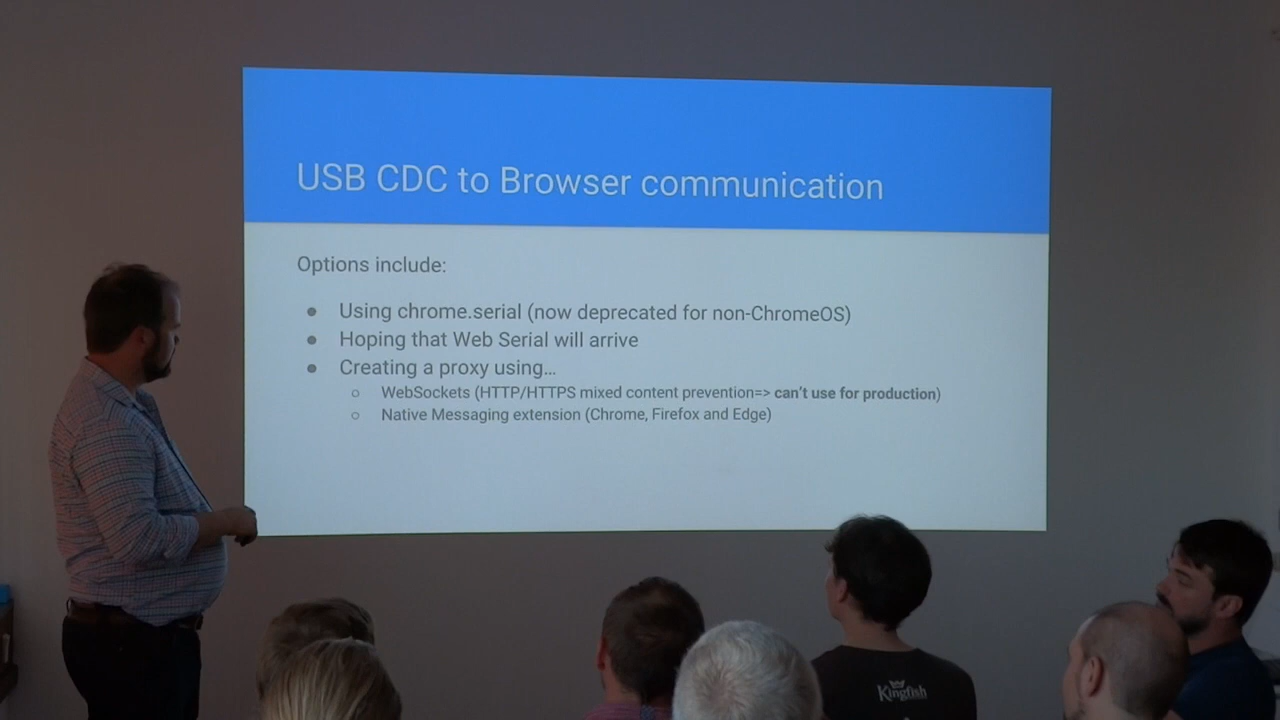 USB CDC to Browser communication
Options include:
● Using chrome.serial (now deprecated for non-ChromeOS)
● Hoping that Web Serial will arrive
● Creating a proxy using…
○ WebSockets (HTTP/HTTPS mixed content prevention=> can't use for production)
○ Native Messaging extension (Chrome, Firefox and Edge)
Kingfish